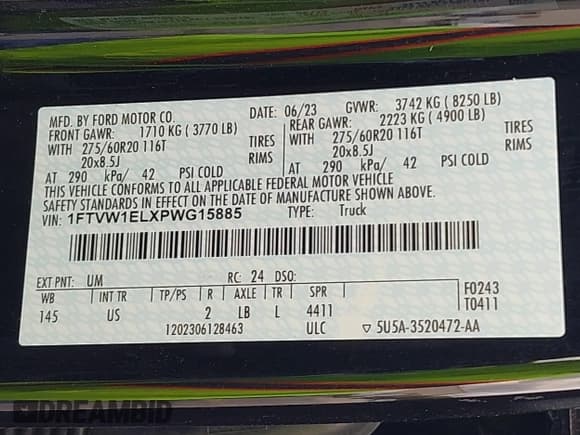 MFD. BY FORD MOTOR CO. DATE: 06/23 GVWR: 3742 KG ( 8250 LB)
FRONT GAWR: 1710 KG ( 3770 LB) REAR GAWR: 2223 KG ( 4900 LB)
WITH 275/60R20 116T TIRES WITH 275/60R20 116T TIRES
20x8.5J RIMS 20x8.5J RIMS
AT 290 kPa/ 42 PSI COLD AT 290 kPa/ 42 PSI COLD
THIS VEHICLE CONFORMS TO ALL APPLICABLE FEDERAL MOTOR VEHICLE
SAFETY STANDARDS IN EFFECT ON THE DATE OF MANUFACTURE SHOWN ABOVE.
VIN: 1FTVW1ELXPWG15885 TYPE: Truck
EXT PNT: UM RC: 24 DSO:
WB INT TR TP/PS R AXLE TR SPR F0243
145 US 2 LB L 4411 T0411
1202306128463 ULC ▽ 5U5A-3520472-AA
DREAMBID